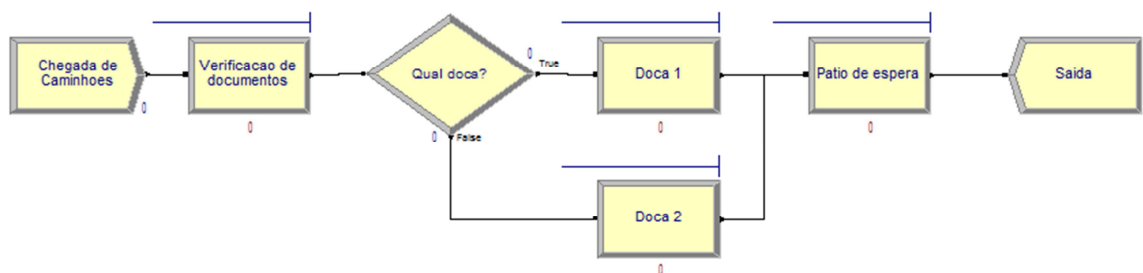 Chegada de
Caminhoes
0
Verificacao de
documentos
0
Qual doca?
0
True
0
False
Doca 1
0
Doca 2
0
Patio de espera
0
Saida